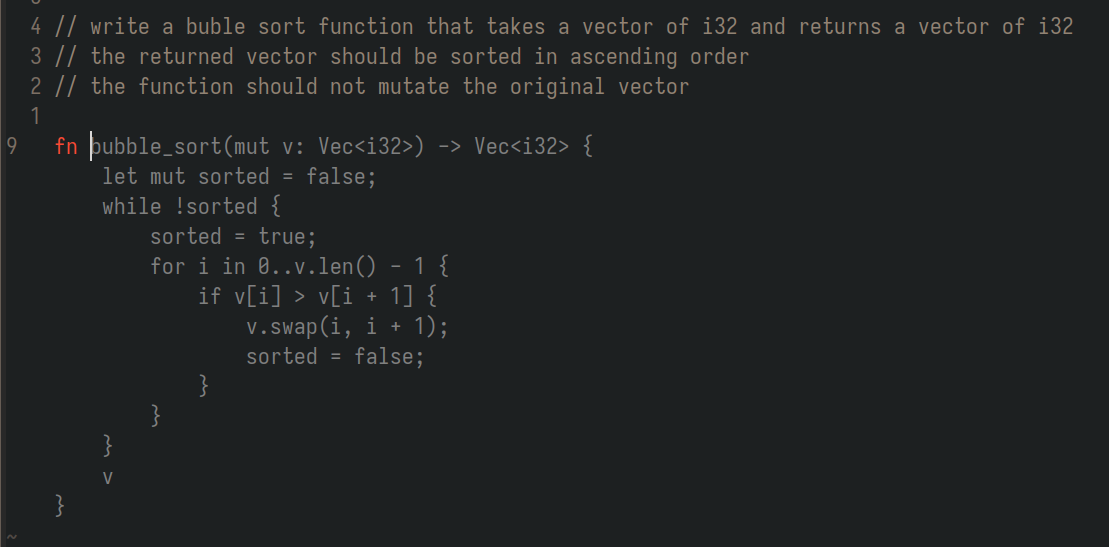 4 // write a buble sort function that takes a vector of i32 and returns a vector of i32
3 // the returned vector should be sorted in ascending order
2 // the function should not mutate the original vector
1
9 fn bubble_sort(mut v: Vec<i32>) -> Vec<i32> {
let mut sorted = false;
while !sorted {
sorted = true;
for i in 0..v.len() - 1 {
if v[i] > v[i + 1] {
v.swap(i, i + 1);
sorted = false;
}
}
}
v
}
~